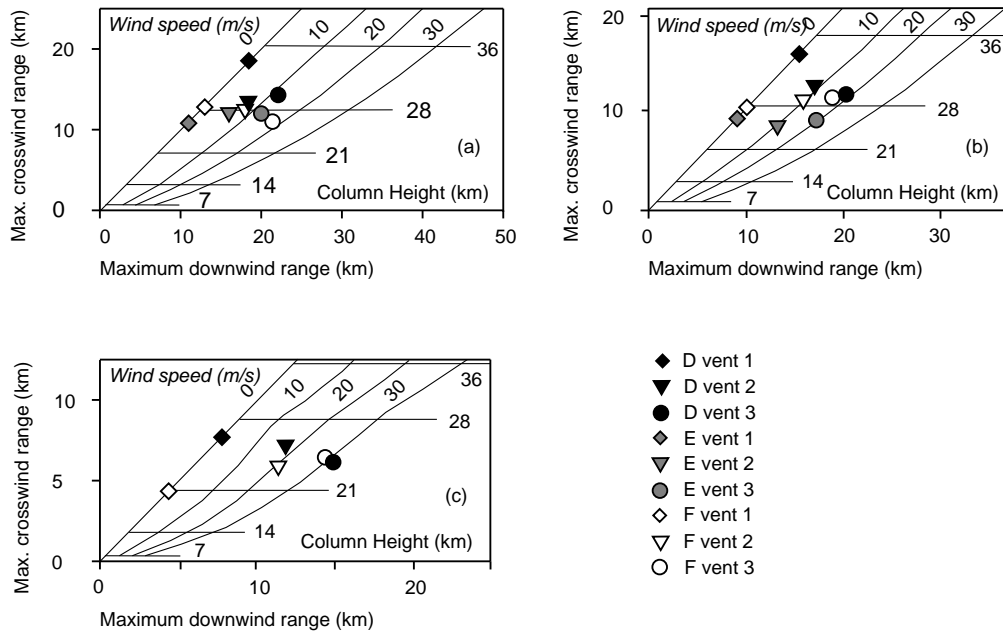 Max. crosswind range (km)
Wind speed (m/s)
0
10
20
30
36
28
21
14
7
(a)
Column Height (km)
20
10
0
0
10
20
30
40
50
Maximum downwind range (km)
Max. crosswind range (km)
Wind speed (m/s)
0
10
20
30
36
28
21
14
7
(b)
Column Height (km)
20
10
0
0
10
20
30
Maximum downwind range (km)
Max. crosswind range (km)
Wind speed (m/s)
0
10
20
30
36
28
21
14
7
(c)
Column Height (km)
10
5
0
0
10
20
Maximum downwind range (km)
D vent 1
D vent 2
D vent 3
E vent 1
E vent 2
E vent 3
F vent 1
F vent 2
F vent 3